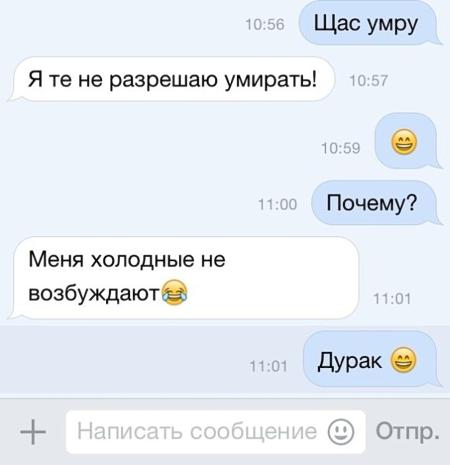 10:56 Щас умру
Я те не разрешаю умирать! 10:57
10:59 😄
11:00 Почему?
Меня холодные не
возбуждают😂 11:01
11:01 Дурак 😄
Написать сообщение Отпр.